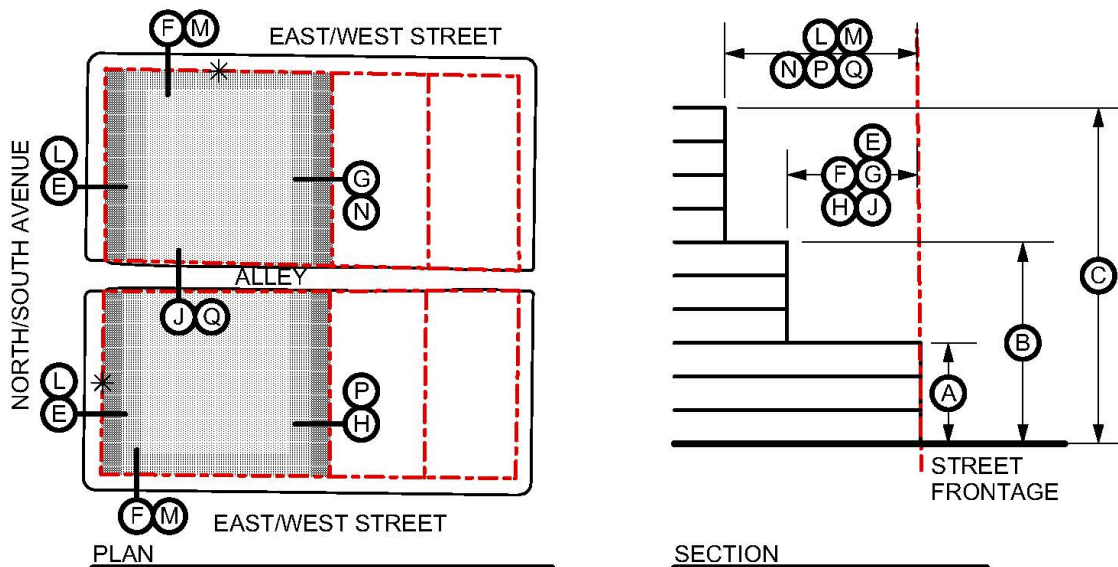 F M
EAST/WEST STREET
L
E
G
N
NORTH/SOUTH AVENUE
ALLEY
J Q
L
E
P
H
F M
EAST/WEST STREET
PLAN
L M
N P Q
E
F G
H J
C
B
A
STREET
FRONTAGE
SECTION